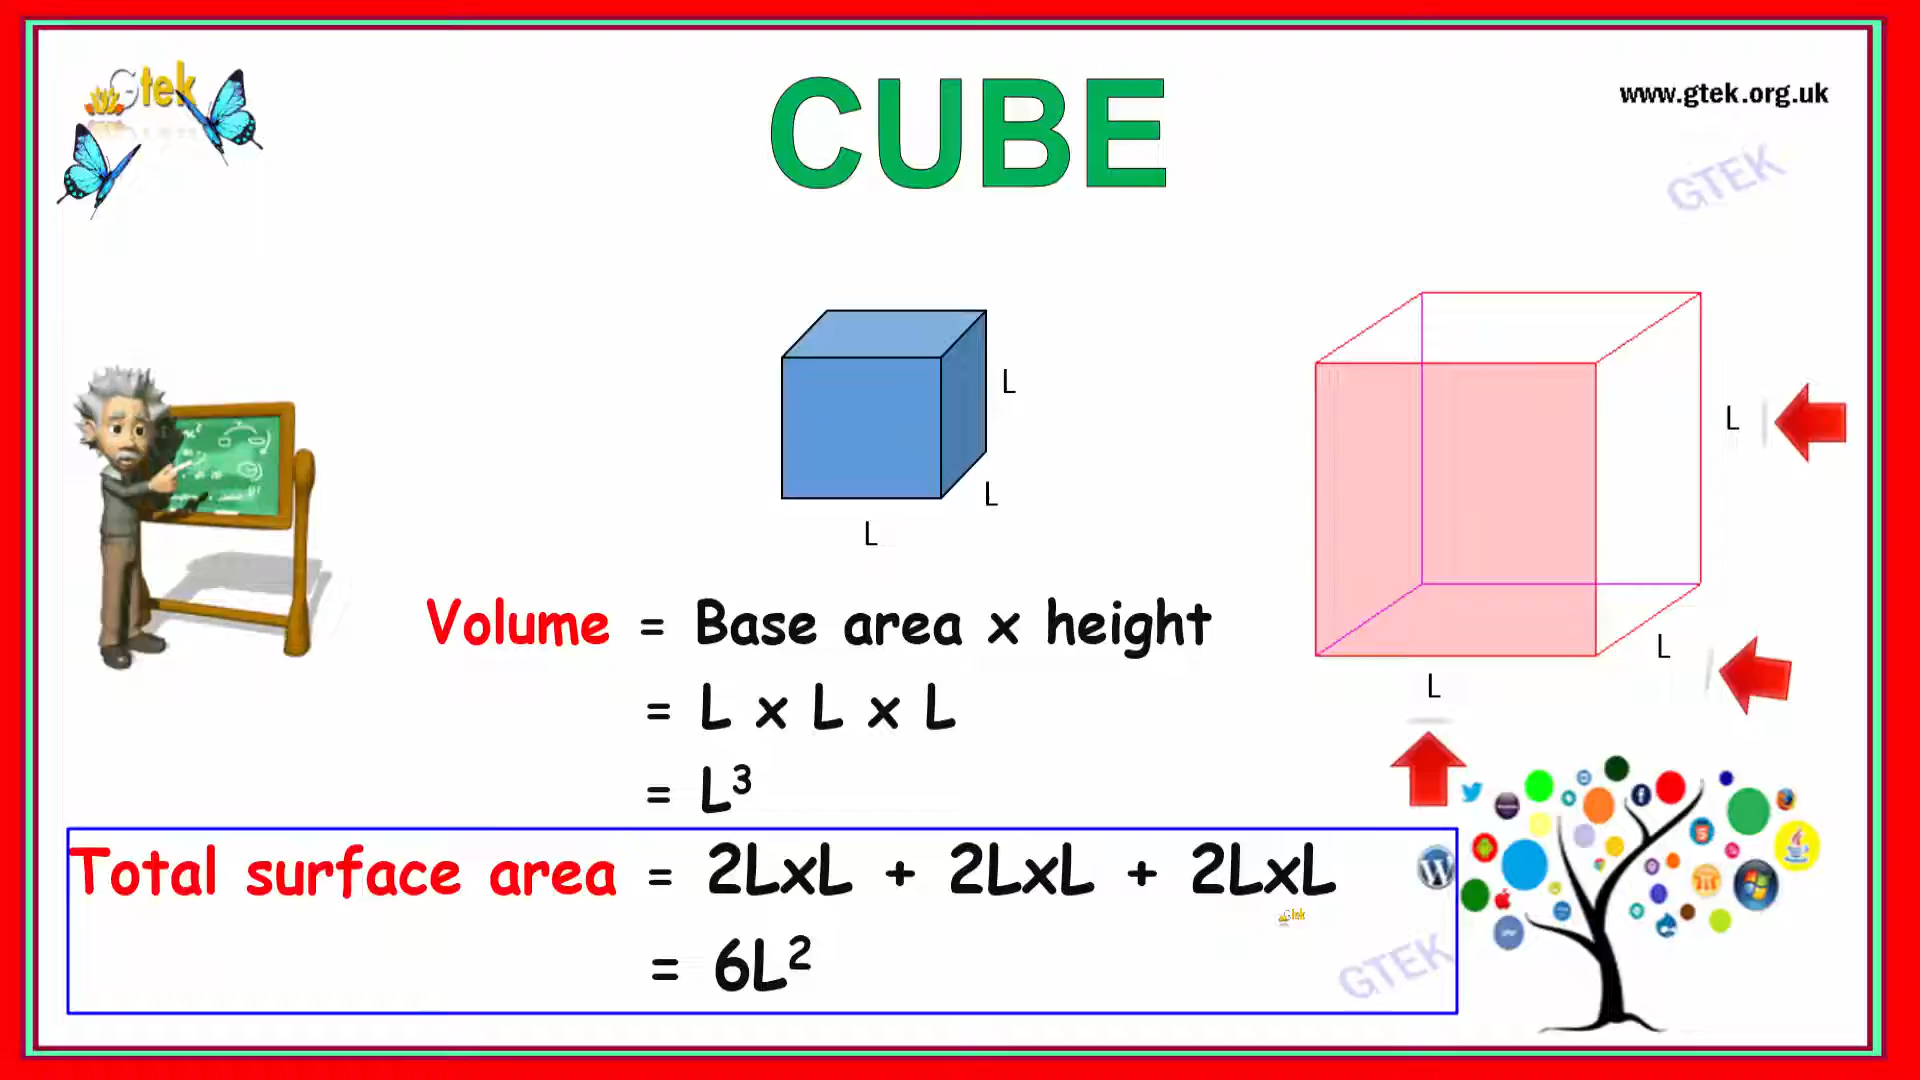 Gtek
CUBE
www.gtek.org.uk
GTEK
L
L
L
L
L
L
Volume = Base area x height
= L x L x L
= L³
Total surface area = 2LxL + 2LxL + 2LxL
Gtek
= 6L²
GTEK